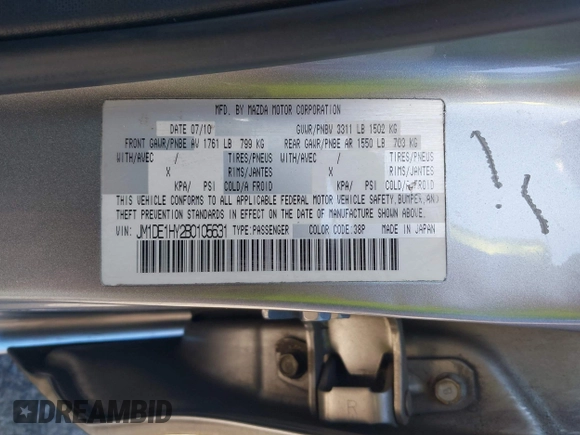 MFD. BY MAZDA MOTOR CORPORATION
DATE 07/10 GVWR/PNBV 3311 LB 1502 KG
FRONT GAWR/PNBE AV 1761 LB 799 KG REAR GAWR/PNBE AR 1550 LB 703 KG
WITH/AVEC / TIRES/PNEUS WITH/AVEC / TIRES/PNEUS
X RIMS/JANTES X RIMS/JANTES
KPA/ PSI COLD/A FROID KPA/ PSI COLD/A FROID
THIS VEHICLE CONFORMS TO ALL APPLICABLE FEDERAL MOTOR VEHICLE SAFETY, BUMPER, AND
THEFT PREVENTION STANDARDS IN EFFECT ON THE DATE OF MANUFACTURE SHOWN ABOVE.
VIN: JM1DE1HY2B0105631 TYPE:PASSENGER COLOR CODE:38P MADE IN JAPAN
R
DREAMBID